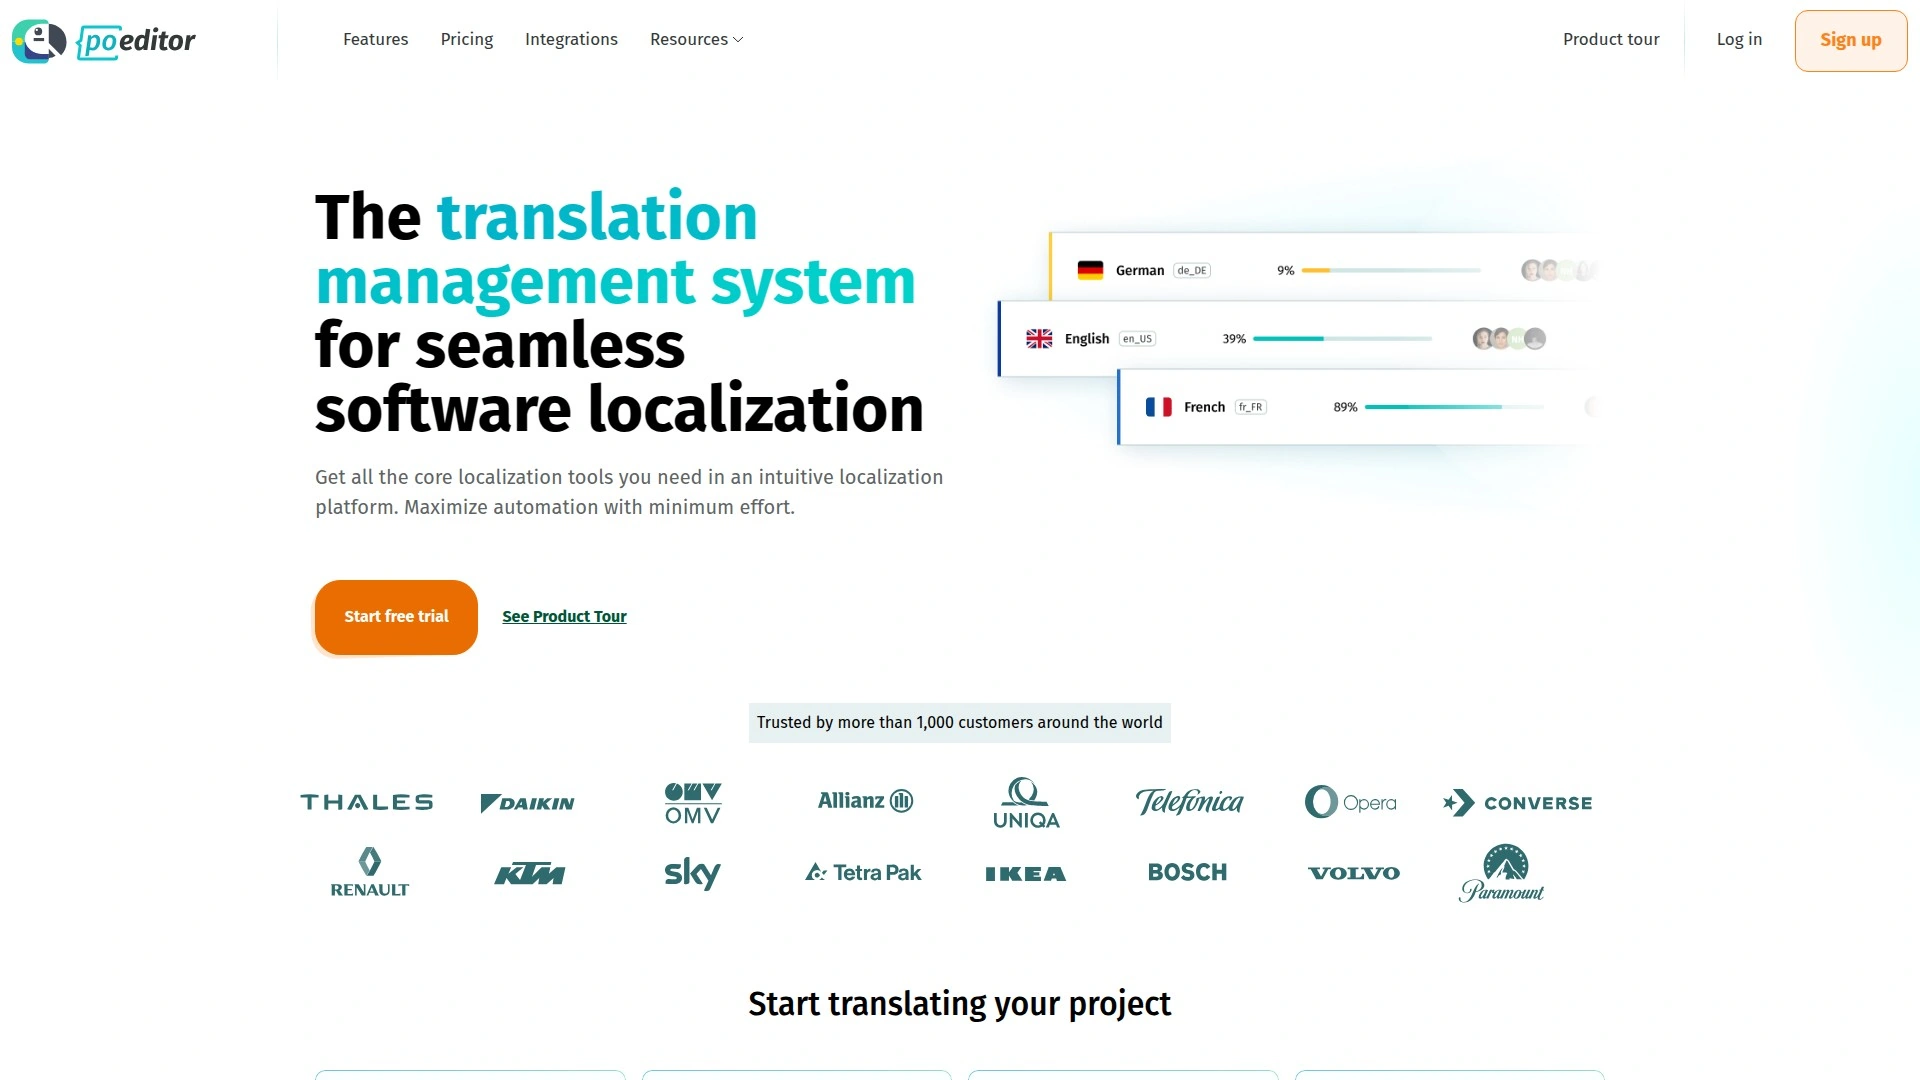 {poeditor
Features
Pricing
Integrations
Resources
Product tour
Log in
Sign up
The translation
management system
for seamless
software localization
Get all the core localization tools you need in an intuitive localization
platform. Maximize automation with minimum effort.
Start free trial
See Product Tour
German de_DE 9%
English en_US 39%
French fr_FR 89%
Trusted by more than 1,000 customers around the world
THALES
DAIKIN
OMV
OMV
Allianz
UNIQA
Telefónica
Opera
CONVERSE
RENAULT
KTM
sky
Tetra Pak
IKEA
BOSCH
VOLVO
Paramount
Start translating your project